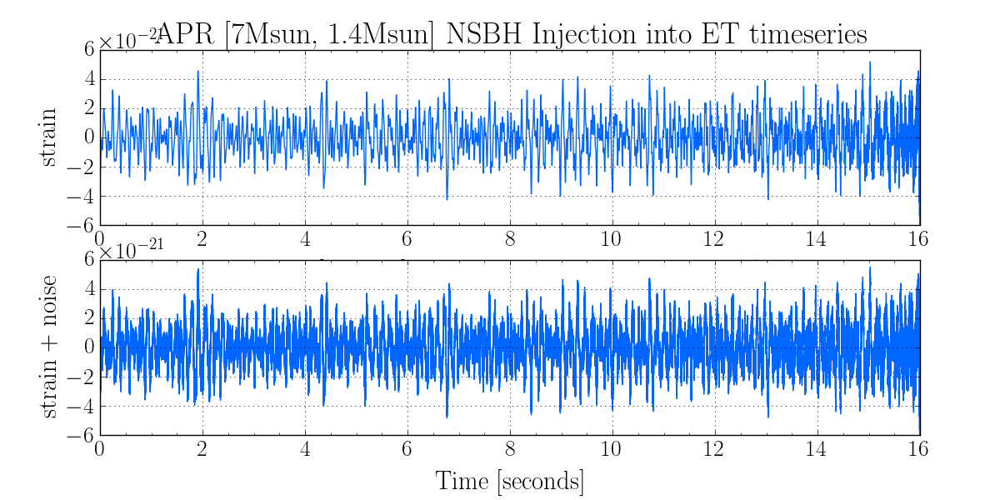 APR [7Msun, 1.4Msun] NSBH Injection into ET timeseries
×10⁻²¹
6
4
2
0
−2
−4
−6
strain
0 2 4 6 8 10 12 14 16
×10⁻²¹
6
4
2
0
−2
−4
−6
strain + noise
0 2 4 6 8 10 12 14 16
Time [seconds]